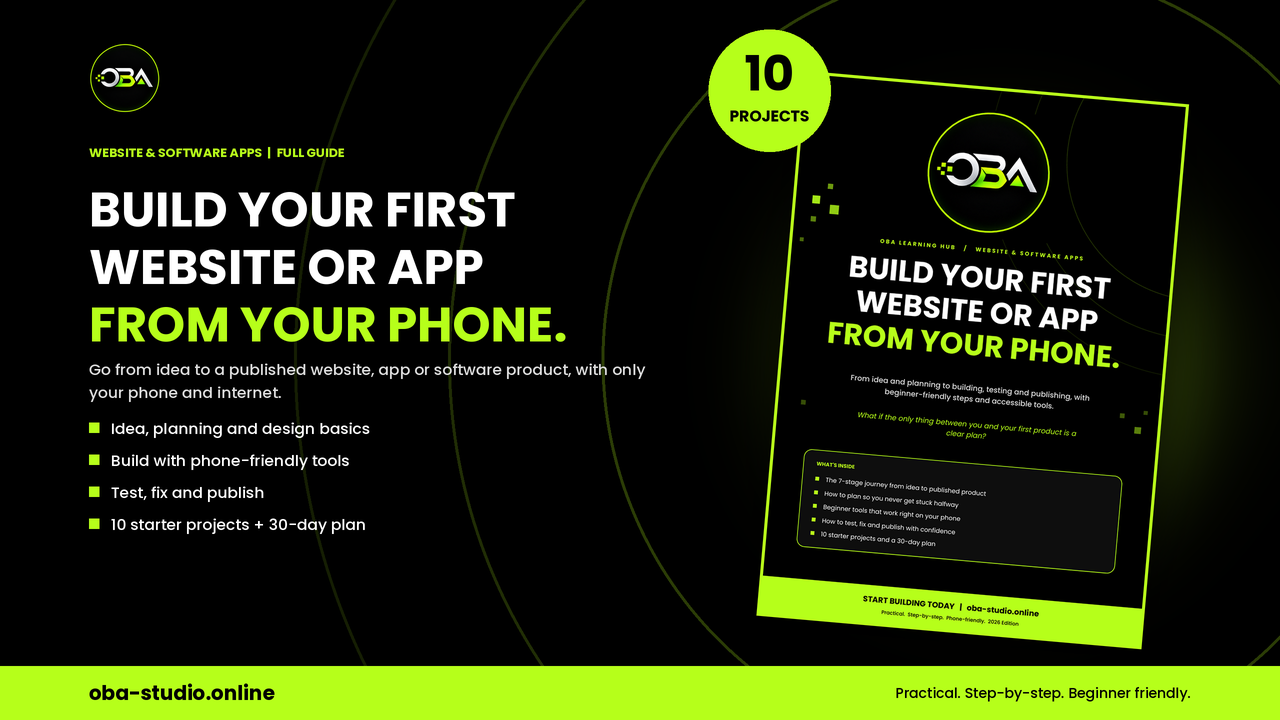 OBA
WEBSITE & SOFTWARE APPS | FULL GUIDE
BUILD YOUR FIRST
WEBSITE OR APP
FROM YOUR PHONE.
Go from idea to a published website, app or software product, with only
your phone and internet.
Idea, planning and design basics
Build with phone-friendly tools
Test, fix and publish
10 starter projects + 30-day plan
10
PROJECTS
OBA
OBA LEARNING HUB / WEBSITE & SOFTWARE APPS
BUILD YOUR FIRST
WEBSITE OR APP
FROM YOUR PHONE.
From idea and planning to building, testing and publishing, with
beginner-friendly steps and accessible tools.
What if the only thing between you and your first product is a
clear plan?
WHAT'S INSIDE
The 7-stage journey from idea to published product
How to plan so you never get stuck halfway
Beginner tools that work right on your phone
How to test, fix and publish with confidence
10 starter projects and a 30-day plan
START BUILDING TODAY | oba-studio.online
Practical. Step-by-step. Phone-friendly. 2026 Edition
oba-studio.online
Practical. Step-by-step. Beginner friendly.